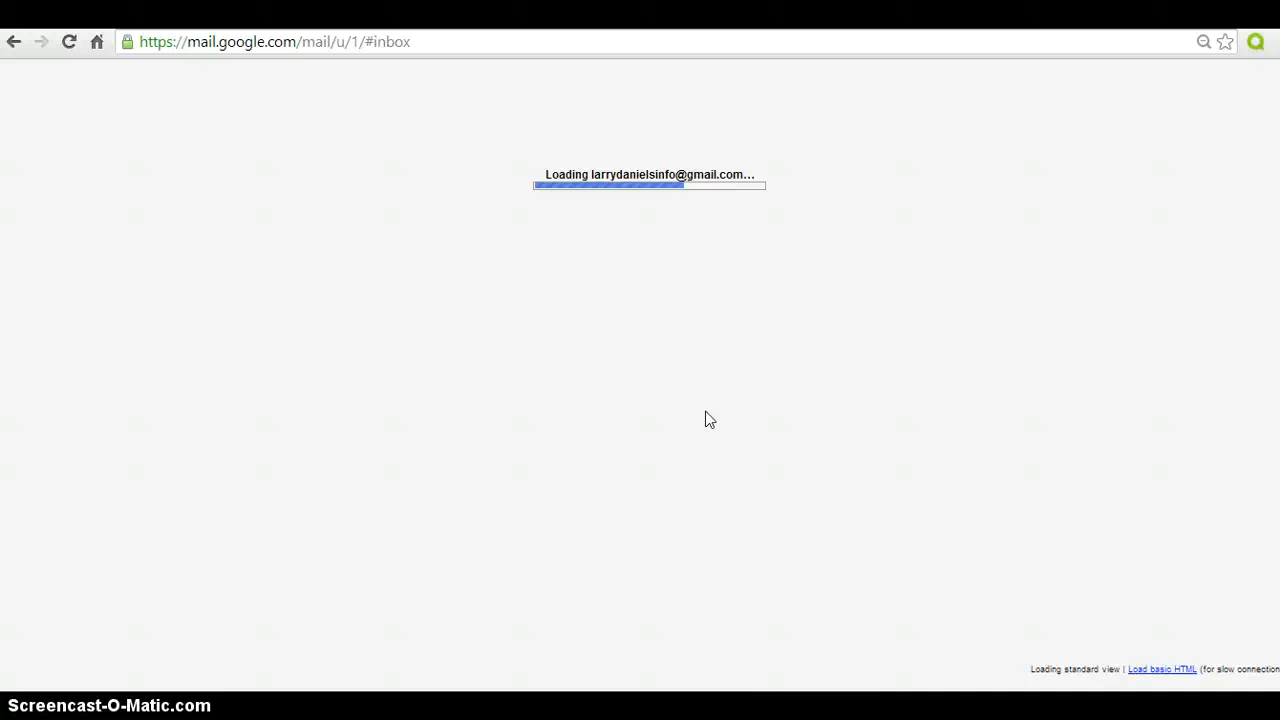 https://mail.google.com/mail/u/1/#inbox
Loading larrydanielsinfo@gmail.com...
Loading standard view | Load basic HTML (for slow connection
Screencast-O-Matic.com